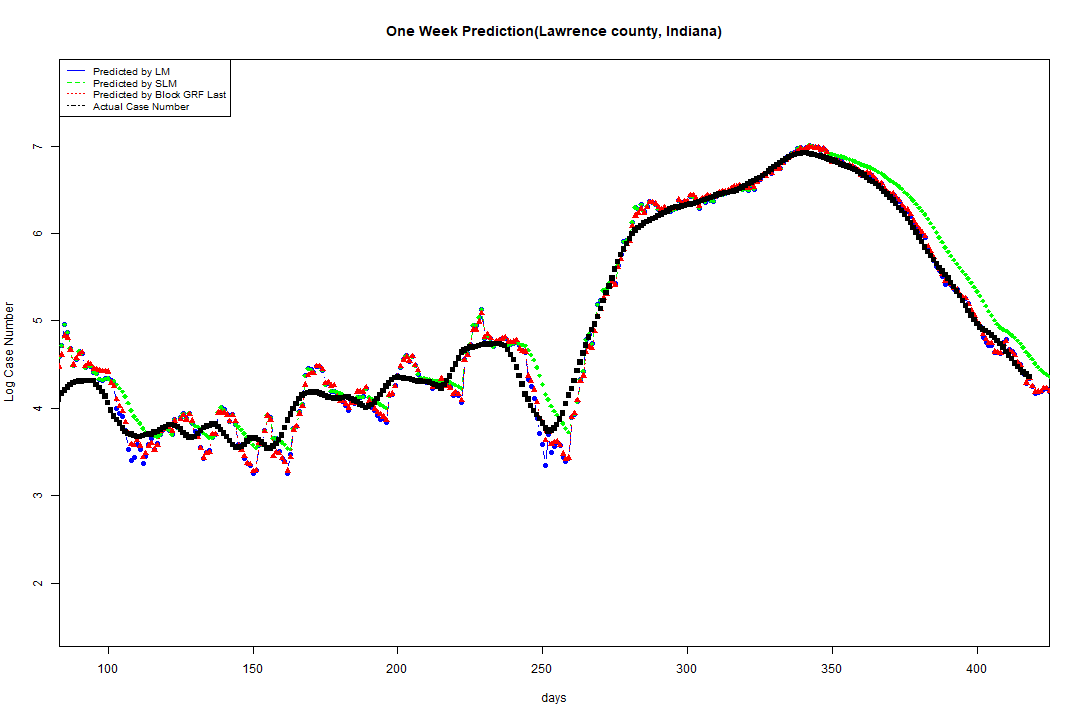 One Week Prediction(Lawrence county, Indiana)
Predicted by LM
Predicted by SLM
Predicted by Block GRF Last
Actual Case Number
Log Case Number
7
6
5
4
3
2
100 150 200 250 300 350 400
days